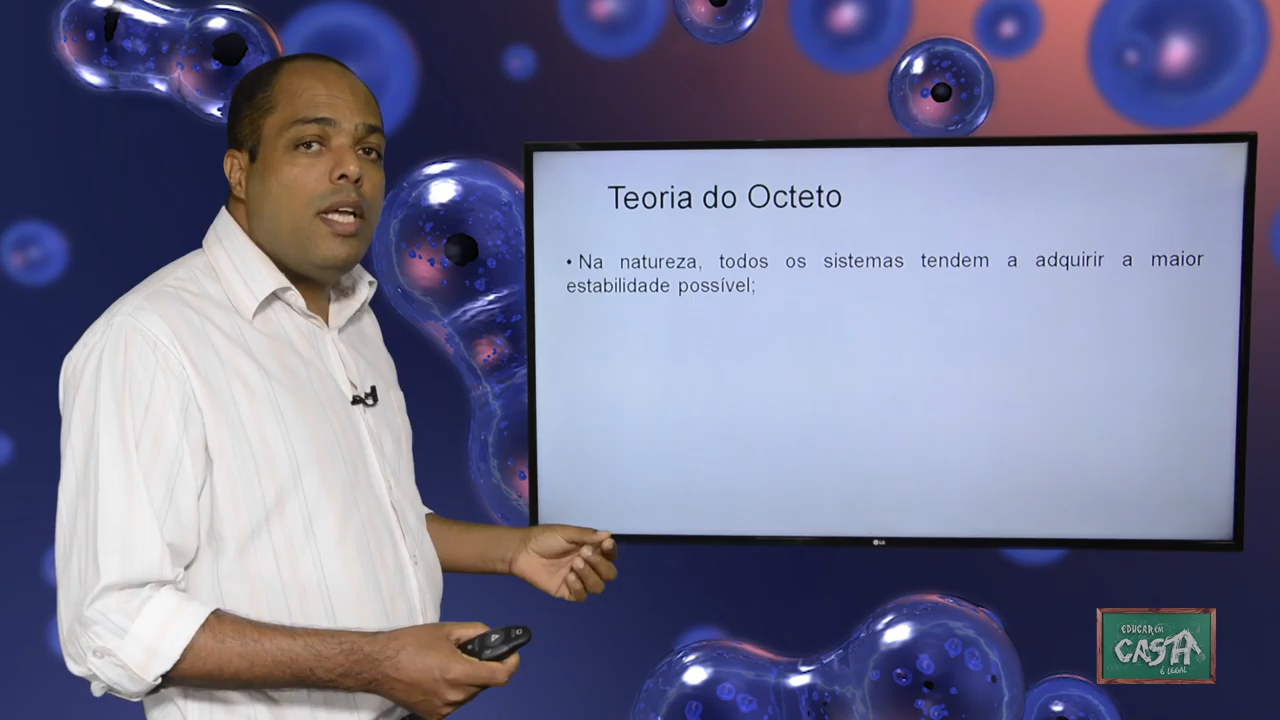 Teoria do Octeto
• Na natureza, todos os sistemas tendem a adquirir a maior
estabilidade possível;
LG
EDUCAR EM
CASA
É LEGAL